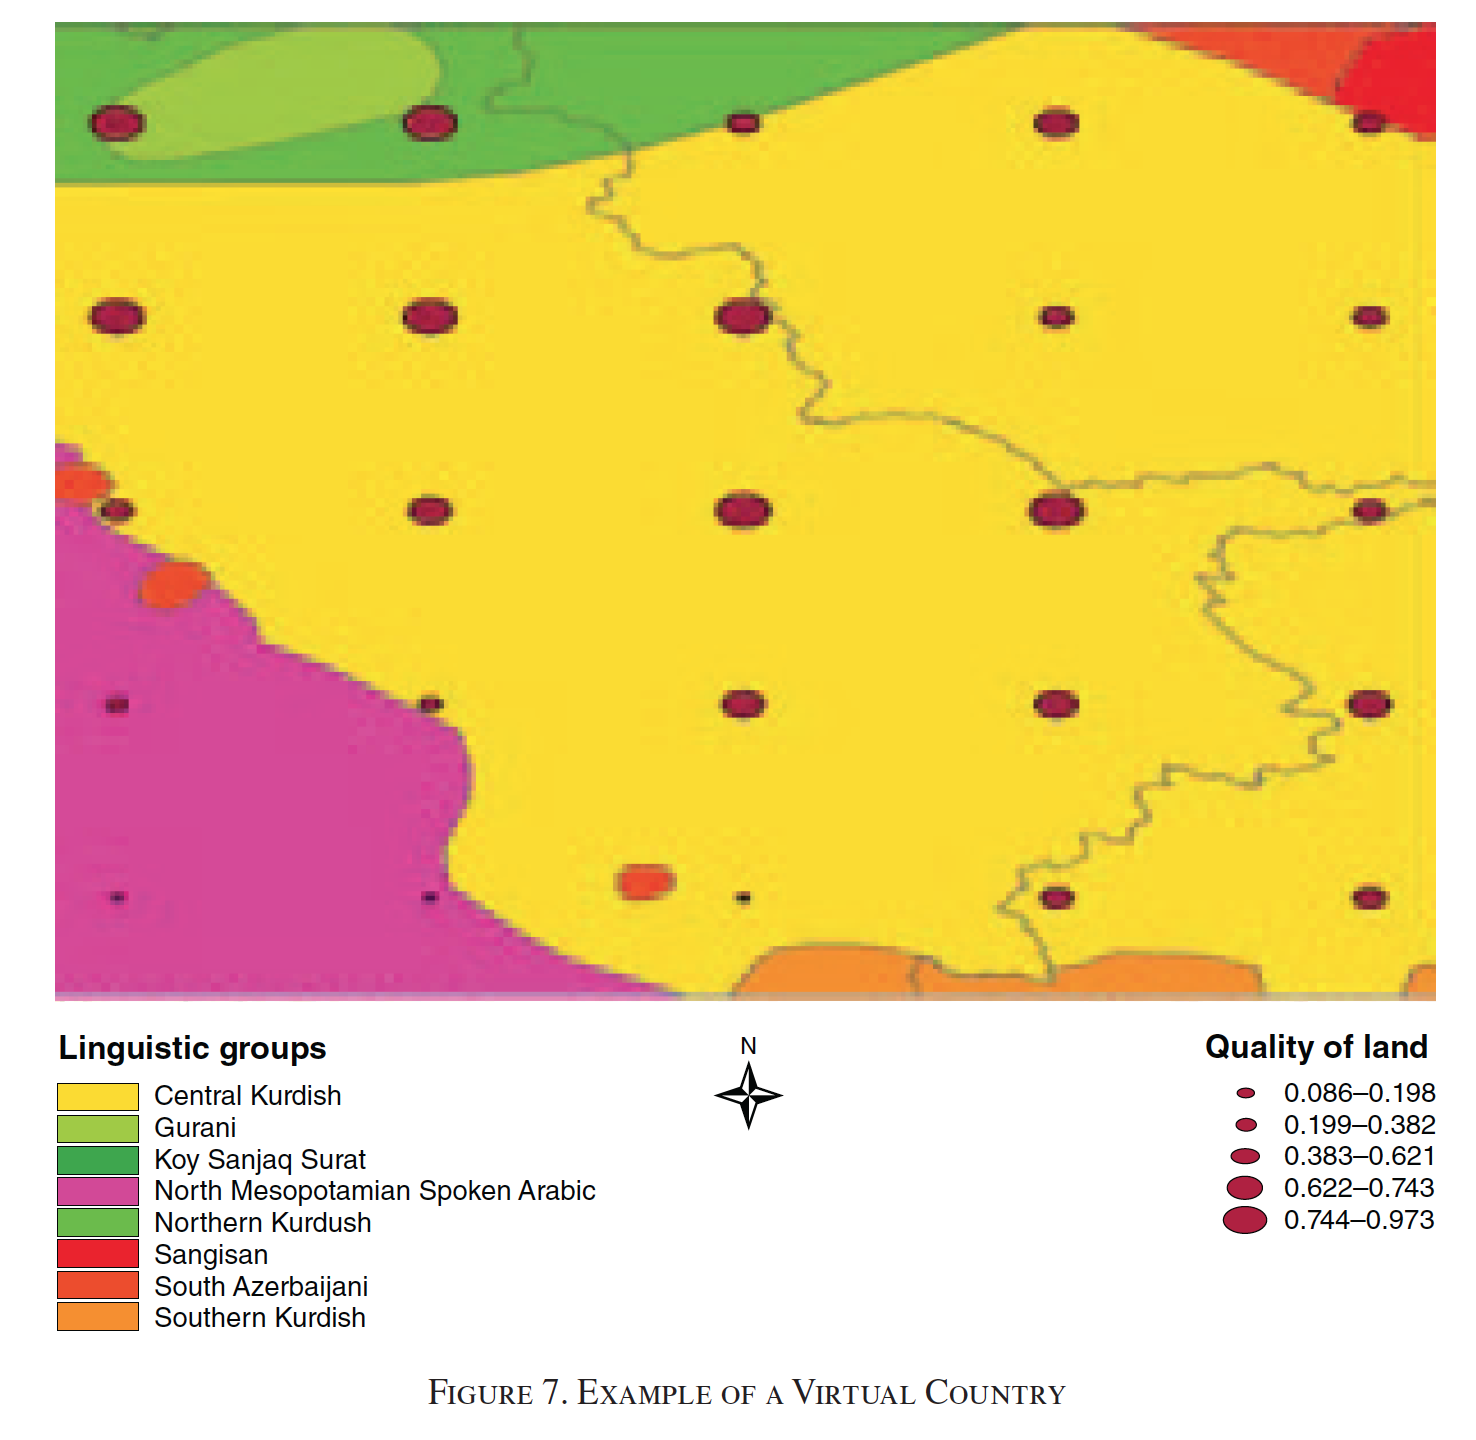 Linguistic groups
Central Kurdish
Gurani
Koy Sanjaq Surat
North Mesopotamian Spoken Arabic
Northern Kurdush
Sangisan
South Azerbaijani
Southern Kurdish
N
Quality of land
0.086–0.198
0.199–0.382
0.383–0.621
0.622–0.743
0.744–0.973
Figure 7. Example of a Virtual Country